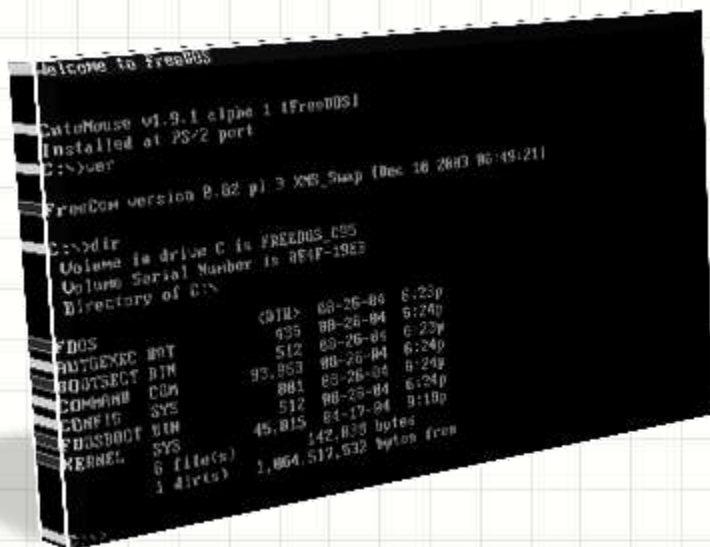 Welcome to FreeDOS
CuteMouse v1.9.1 alpha 1 [FreeDOS]
Installed at PS/2 port
C:\>ver
FreeCom version 0.82 pl 3 XMS_Swap [Dec 10 2003 06:49:21]
C:\>dir
Volume in drive C is FREEDOS_C95
Volume Serial Number is
Directory of C:\
FDOS <DIR> 08-26-04 6:23p
AUTOEXEC BAT 435 08-26-04 6:24p
BOOTSECT BIN 512 08-26-04 6:23p
COMMAND COM 93,963 08-26-04 6:24p
CONFIG SYS 801 08-26-04 6:24p
FDOSBOOT BIN 512 08-26-04 6:24p
KERNEL SYS 45,815 04-17-04 9:19p
6 file(s) 142,038 bytes
1 dir(s) 1,064,517,632 bytes free
C:\>